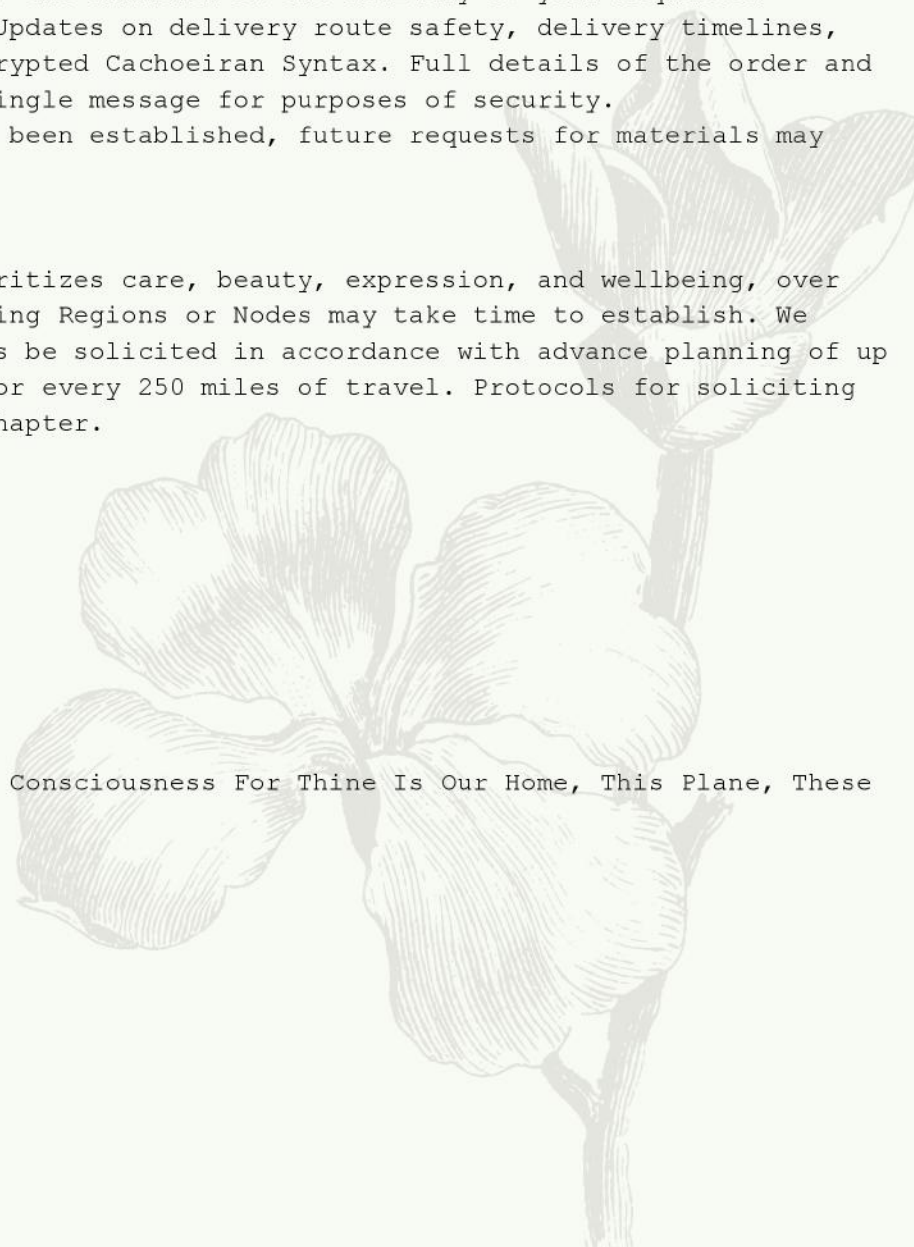 Updates on delivery route safety, delivery timelines,
rypted Cachoeiran Syntax. Full details of the order and
ingle message for purposes of security.
been established, future requests for materials may
ritizes care, beauty, expression, and wellbeing, over
ing Regions or Nodes may take time to establish. We
s be solicited in accordance with advance planning of up
or every 250 miles of travel. Protocols for soliciting
hapter.
Consciousness For Thine Is Our Home, This Plane, These